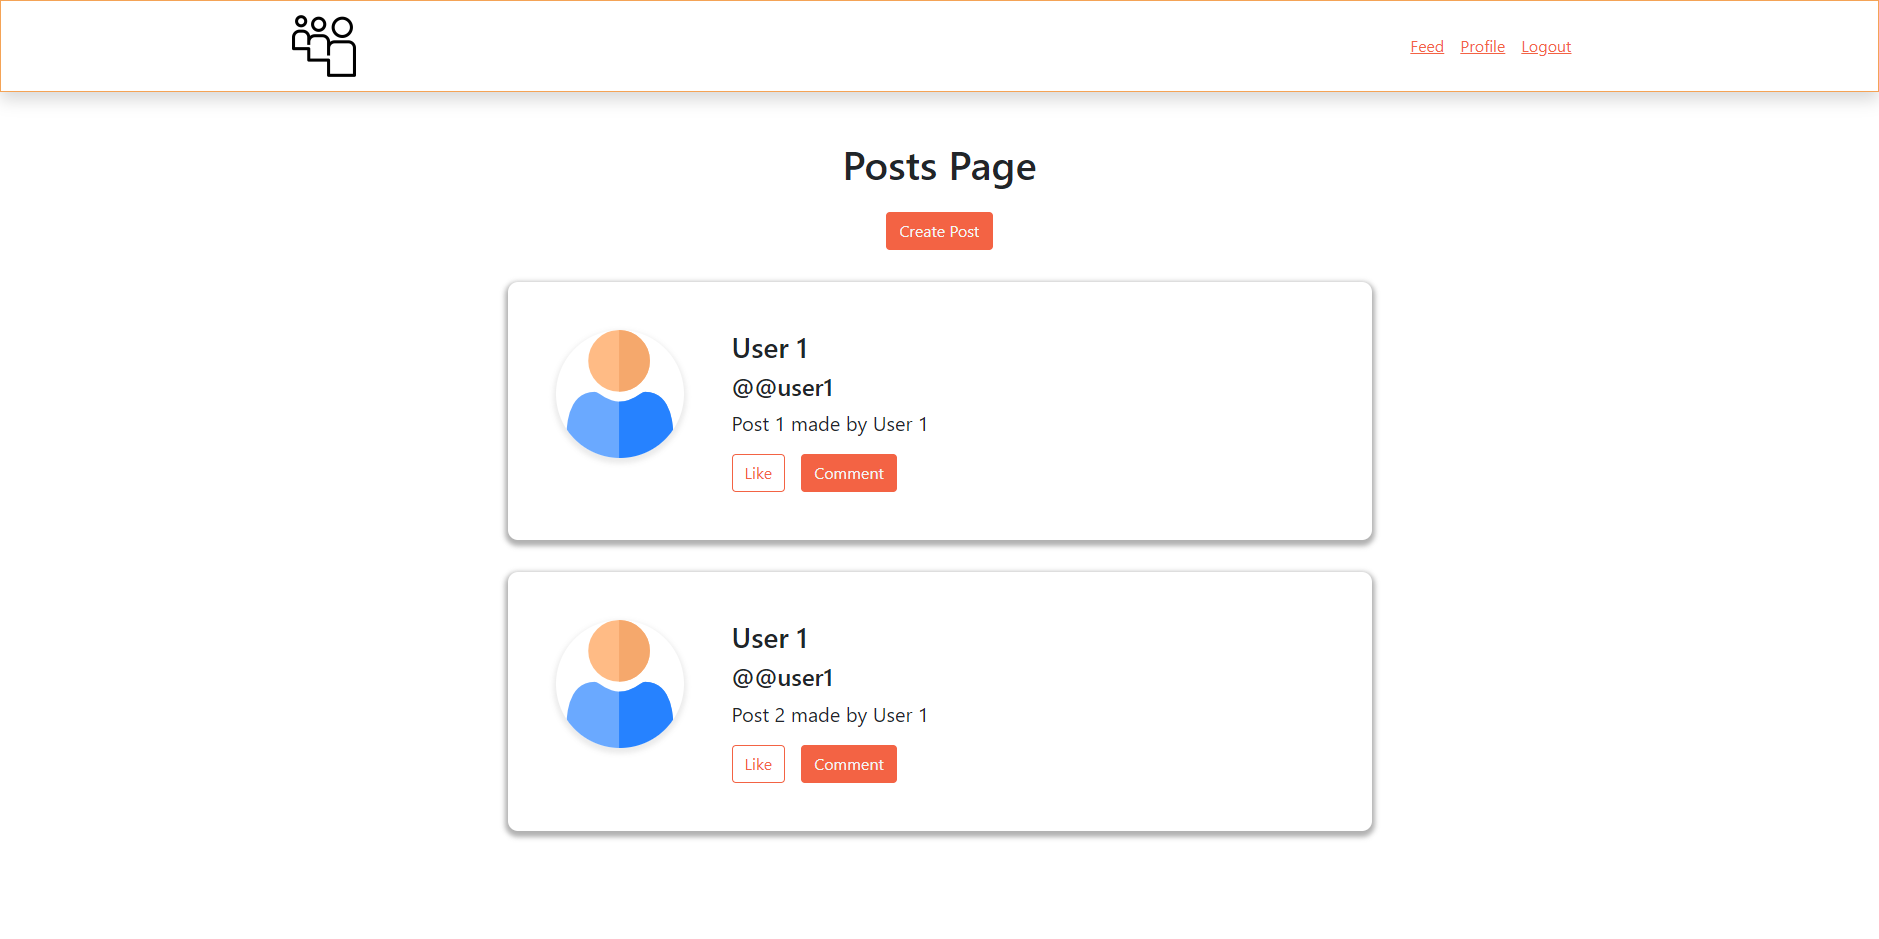 Feed Profile Logout
Posts Page
Create Post
User 1
@@user1
Post 1 made by User 1
Like Comment
User 1
@@user1
Post 2 made by User 1
Like Comment